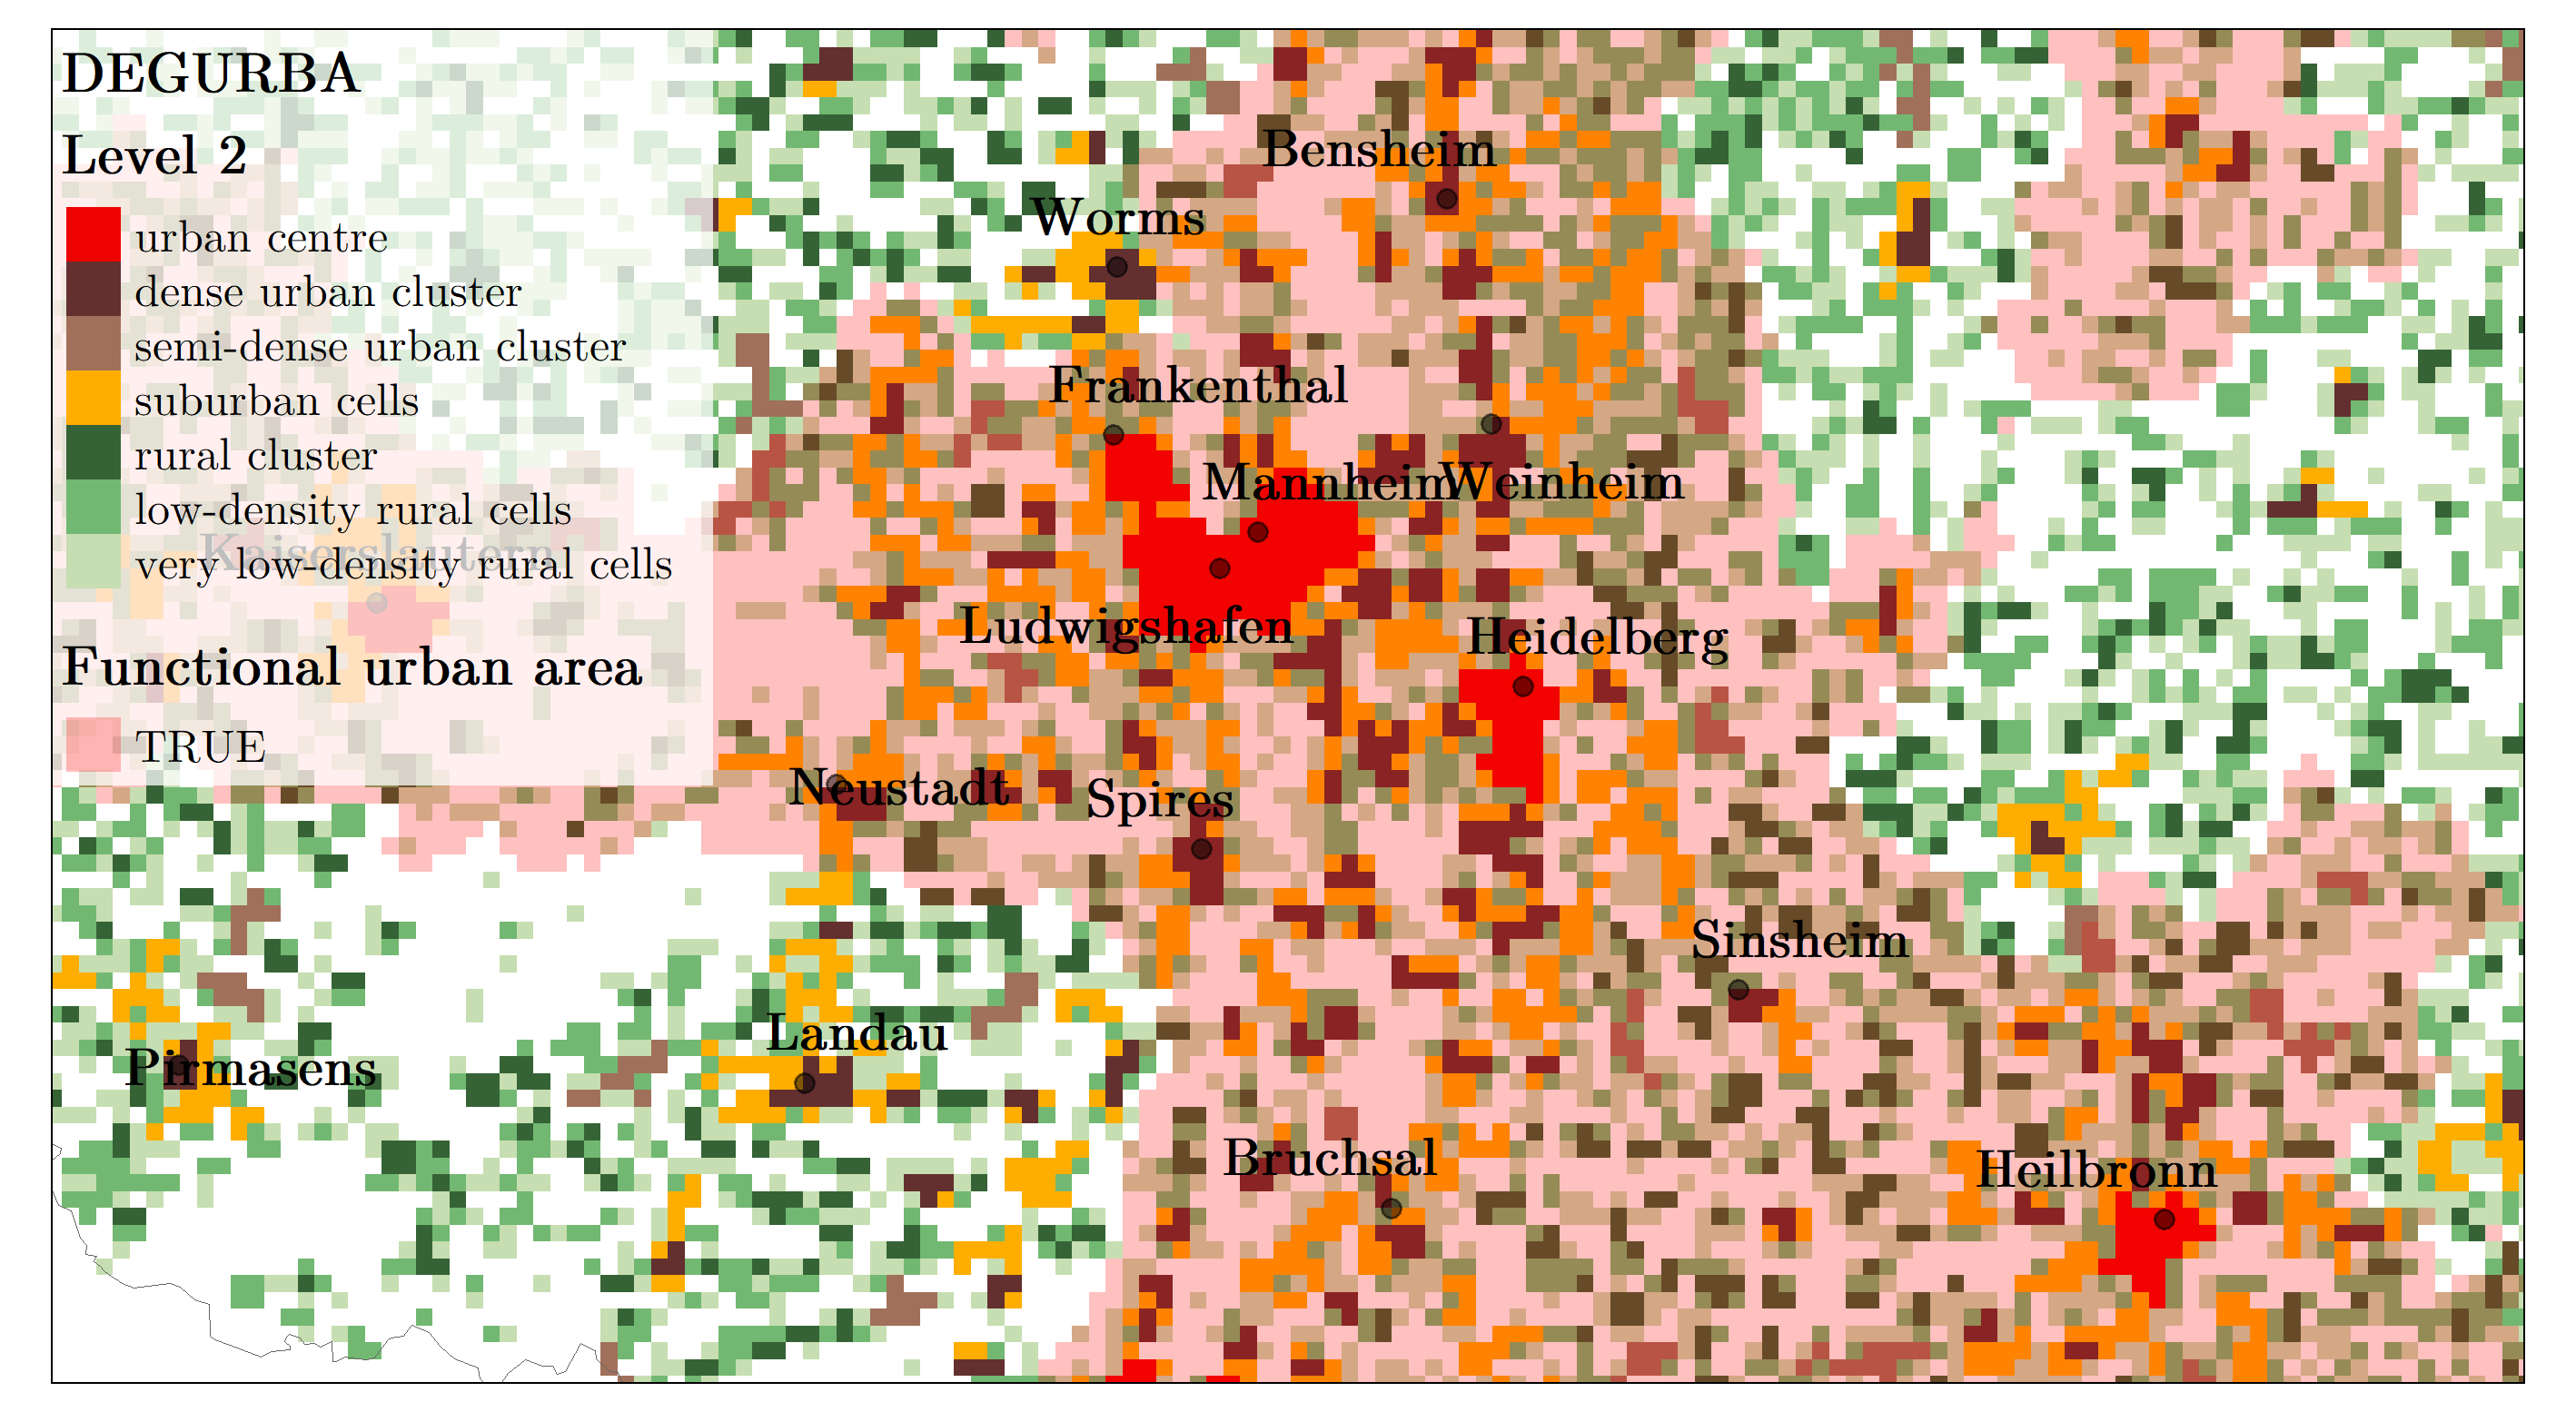 DEGURBA
Level 2
urban centre
dense urban cluster
semi-dense urban cluster
suburban cells
rural cluster
low-density rural cells
very low-density rural cells
Functional urban area
TRUE
Kaiserslautern
Bensheim
Worms
Frankenthal
Mannheim
Weinheim
Ludwigshafen
Heidelberg
Neustadt
Spires
Sinsheim
Landau
Pirmasens
Bruchsal
Heilbronn